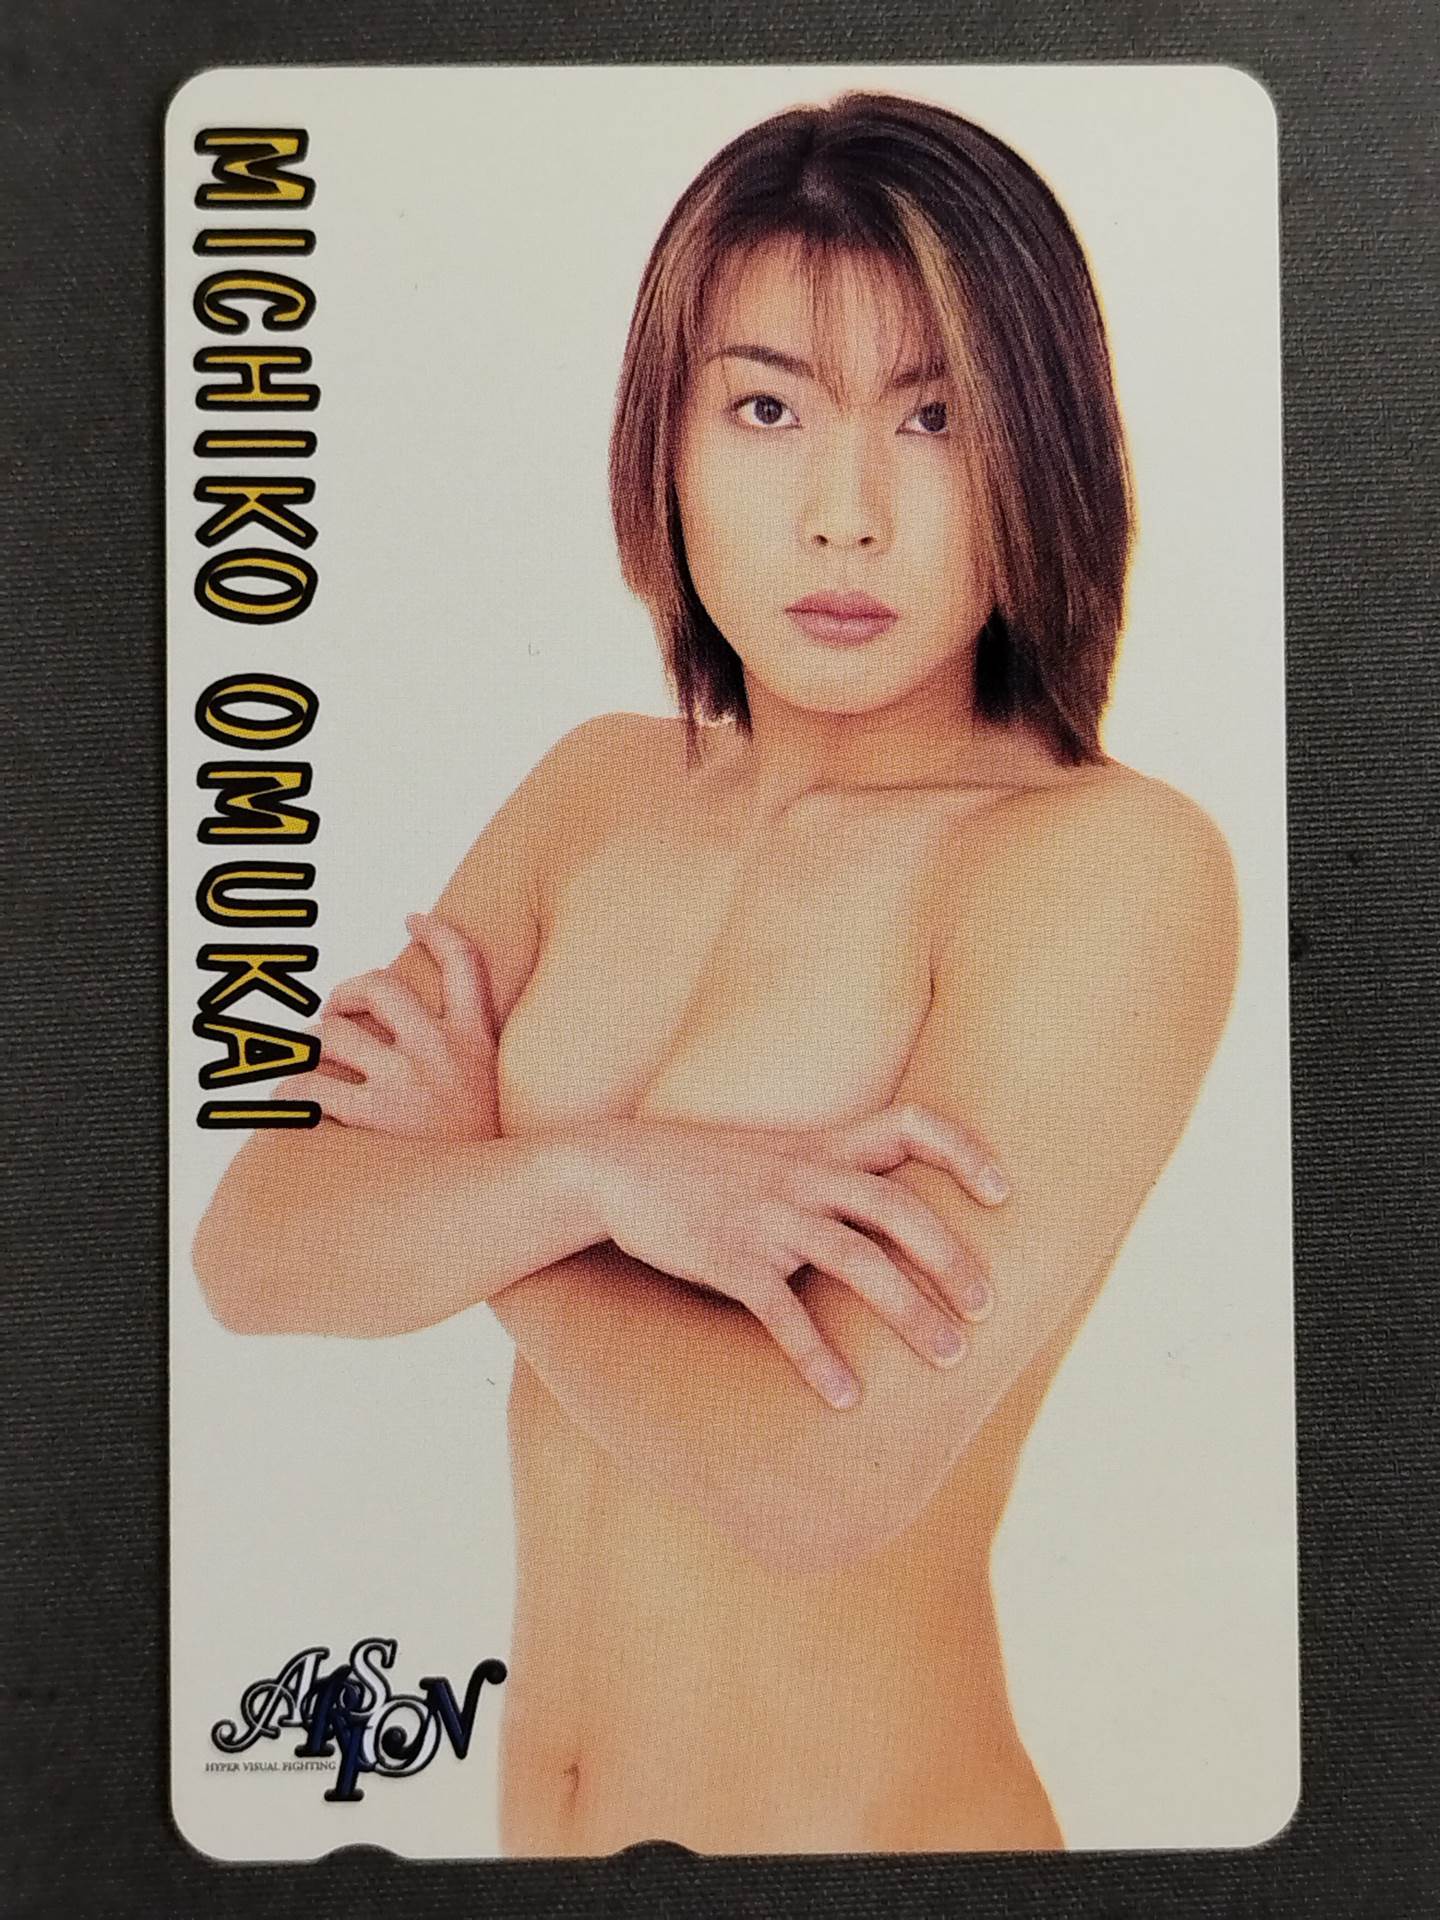 MICHIKO OMUKAI
ARSION
HYPER VISUAL FIGHTING